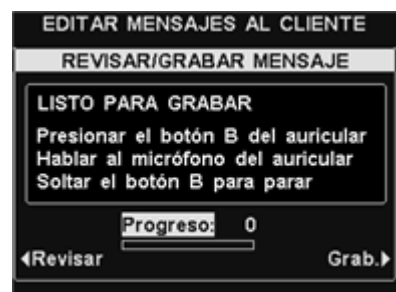 EDITAR MENSAJES AL CLIENTE
REVISAR/GRABAR MENSAJE
LISTO PARA GRABAR
Presionar el botón B del auricular
Hablar al micrófono del auricular
Soltar el botón B para parar
Progreso: 0
◀Revisar Grab.▶